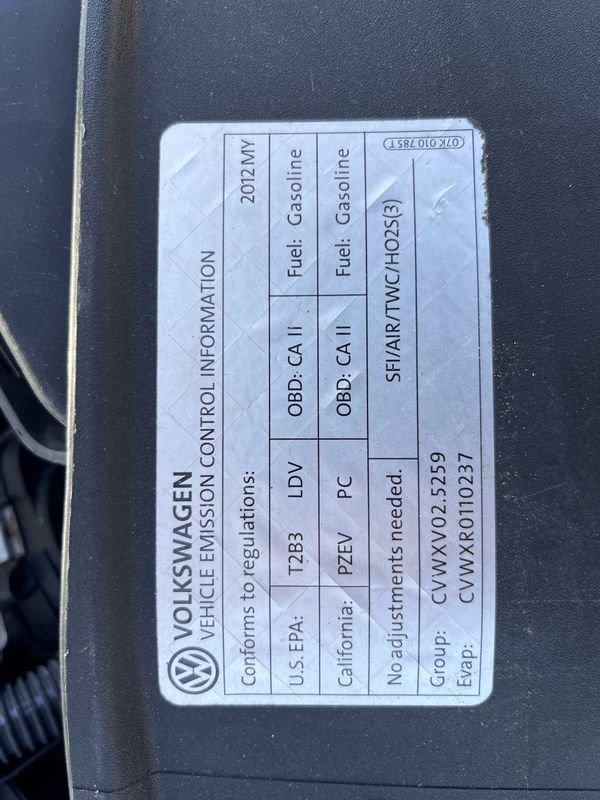 VOLKSWAGEN
VEHICLE EMISSION CONTROL INFORMATION
Conforms to regulations: 2012 MY
U.S. EPA: T2B3 LDV OBD: CA Ii Fuel: Gasoline
California: PZEV PC OBD: CA II Fuel: Gasoline
No adjustments needed. SFI/AIR/TWC/HO2S(3) 07K 010 785 T
Group: CVWXV02.5259
Evap: CVWXR0110237